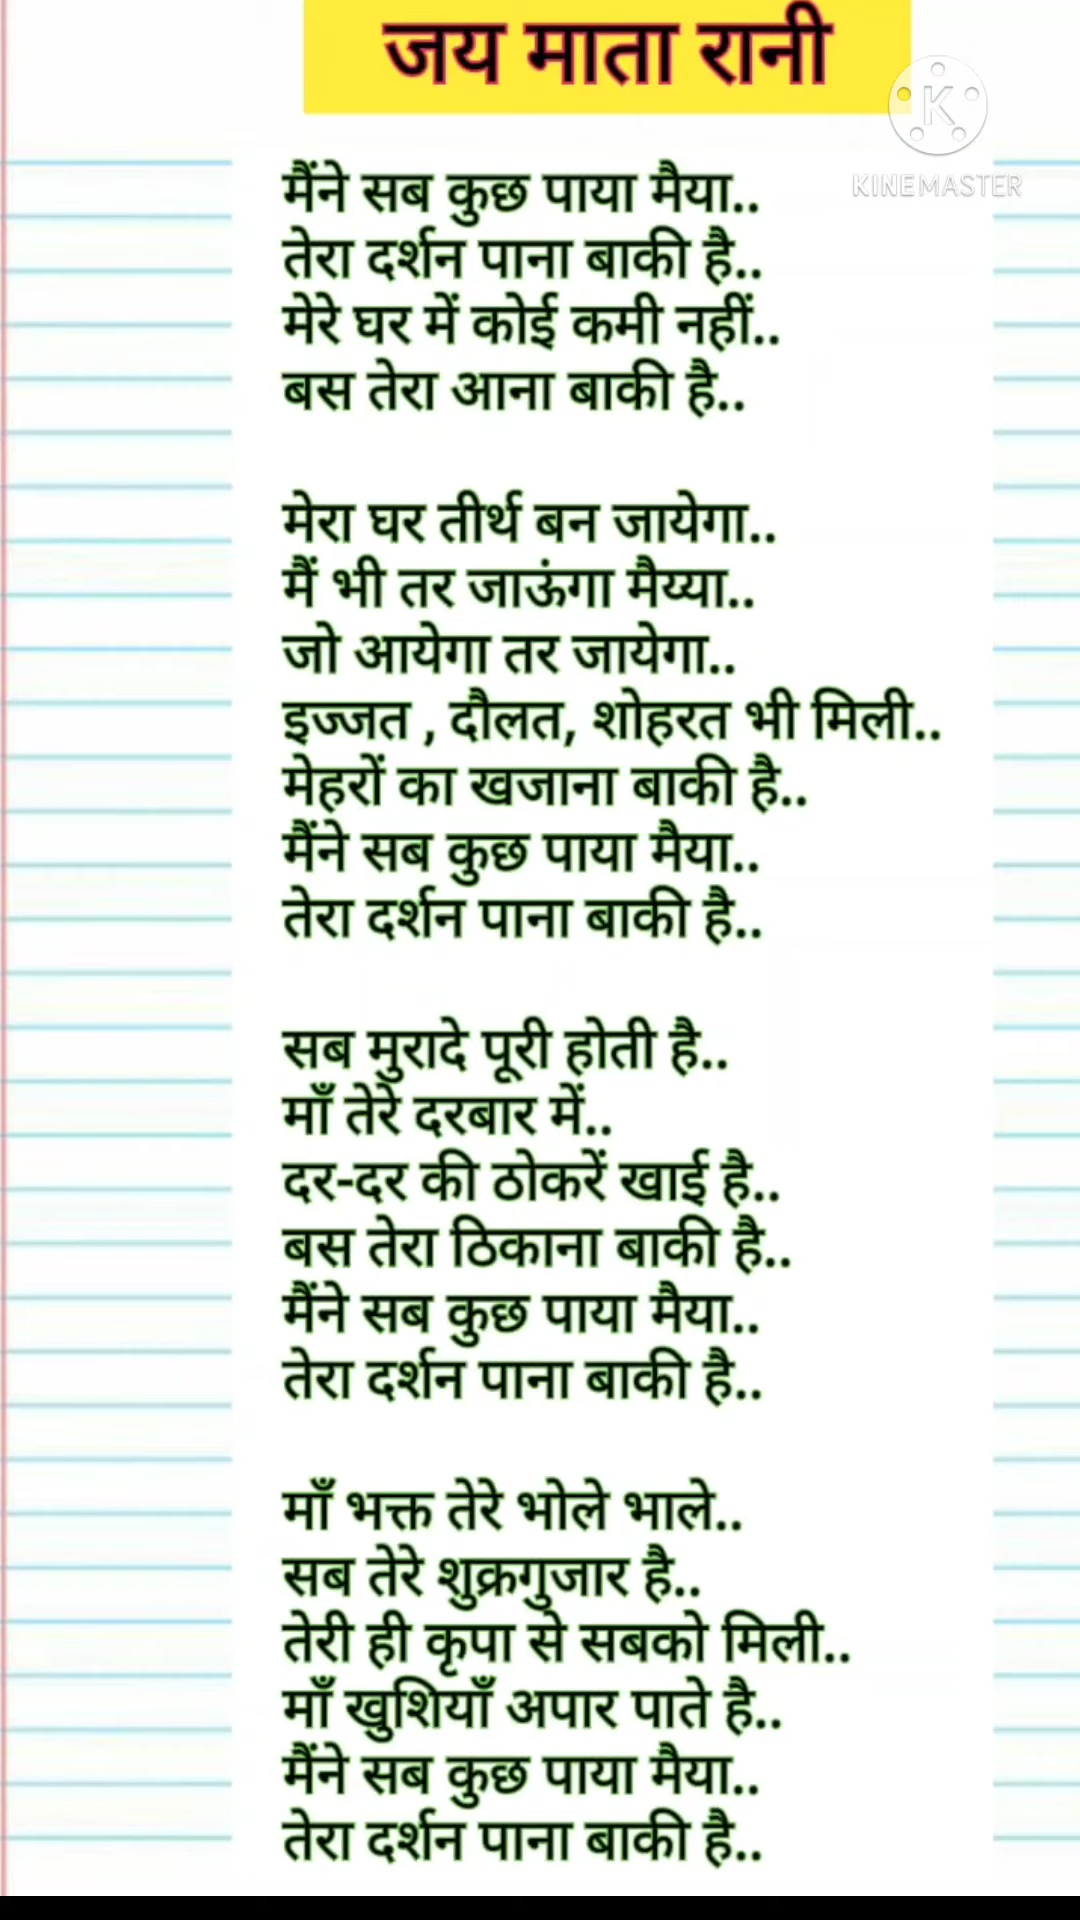 जय माता रानी
KINEMASTER
मैंने सब कुछ पाया मैया..
तेरा दर्शन पाना बाकी है..
मेरे घर में कोई कमी नहीं..
बस तेरा आना बाकी है..
मेरा घर तीर्थ बन जायेगा..
मैं भी तर जाऊंगा मैय्या..
जो आयेगा तर जायेगा..
इज्जत , दौलत, शोहरत भी मिली..
मेहरों का खजाना बाकी है..
मैंने सब कुछ पाया मैया..
तेरा दर्शन पाना बाकी है..
सब मुरादे पूरी होती है..
माँ तेरे दरबार में..
दर-दर की ठोकरें खाई है..
बस तेरा ठिकाना बाकी है..
मैंने सब कुछ पाया मैया..
तेरा दर्शन पाना बाकी है..
माँ भक्त तेरे भोले भाले..
सब तेरे शुक्रगुजार है..
तेरी ही कृपा से सबको मिली..
माँ खुशियाँ अपार पाते है..
मैंने सब कुछ पाया मैया..
तेरा दर्शन पाना बाकी है..